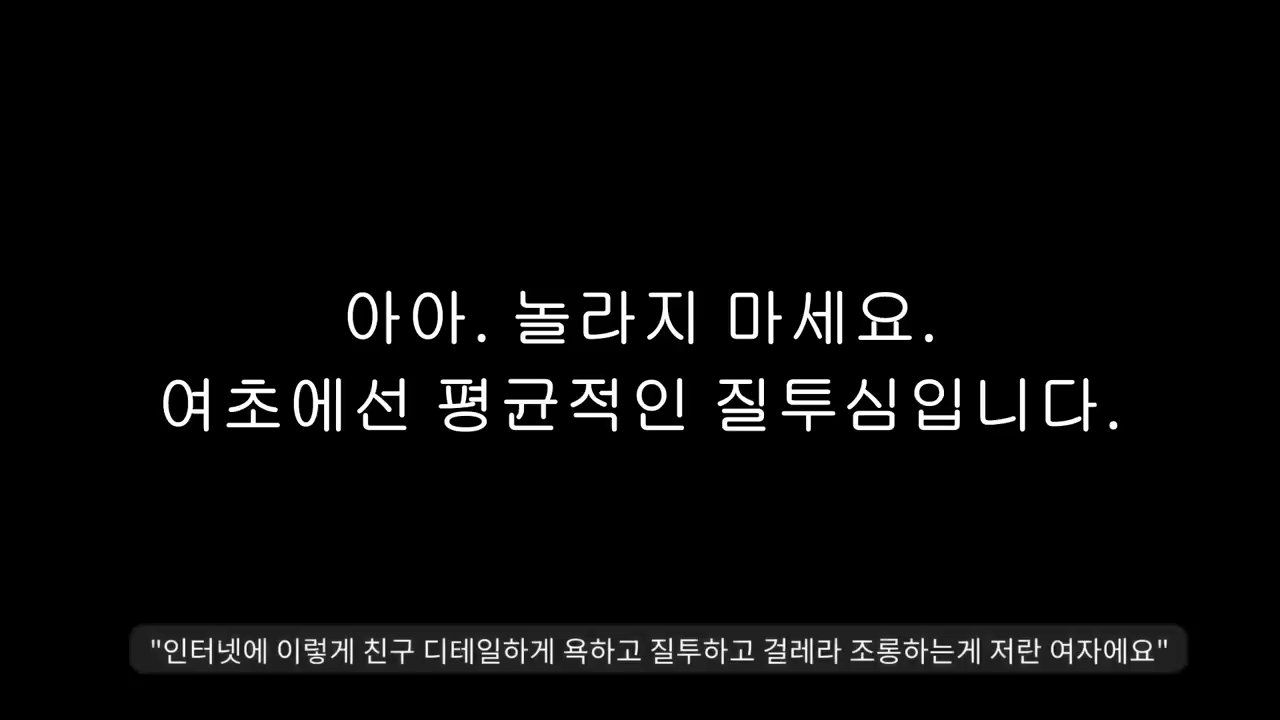 아아. 놀라지 마세요.
여초에선 평균적인 질투심입니다.
"인터넷에 이렇게 친구 디테일하게 욕하고 질투하고 걸레라 조롱하는게 저란 여자에요"